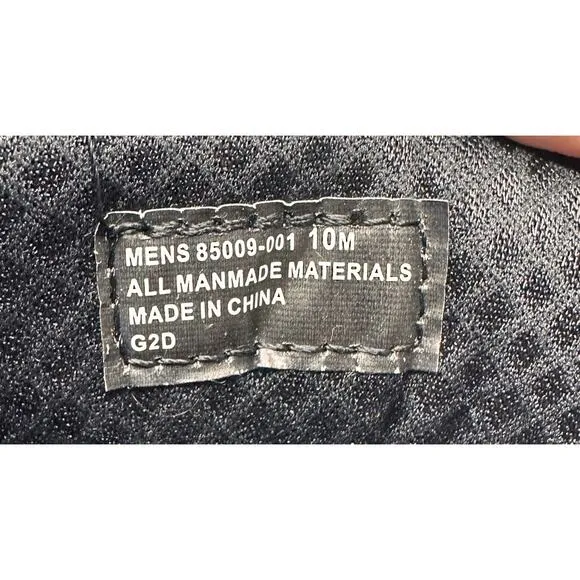 MENS 85009-001 10M
ALL MANMADE MATERIALS
MADE IN CHINA
G2D